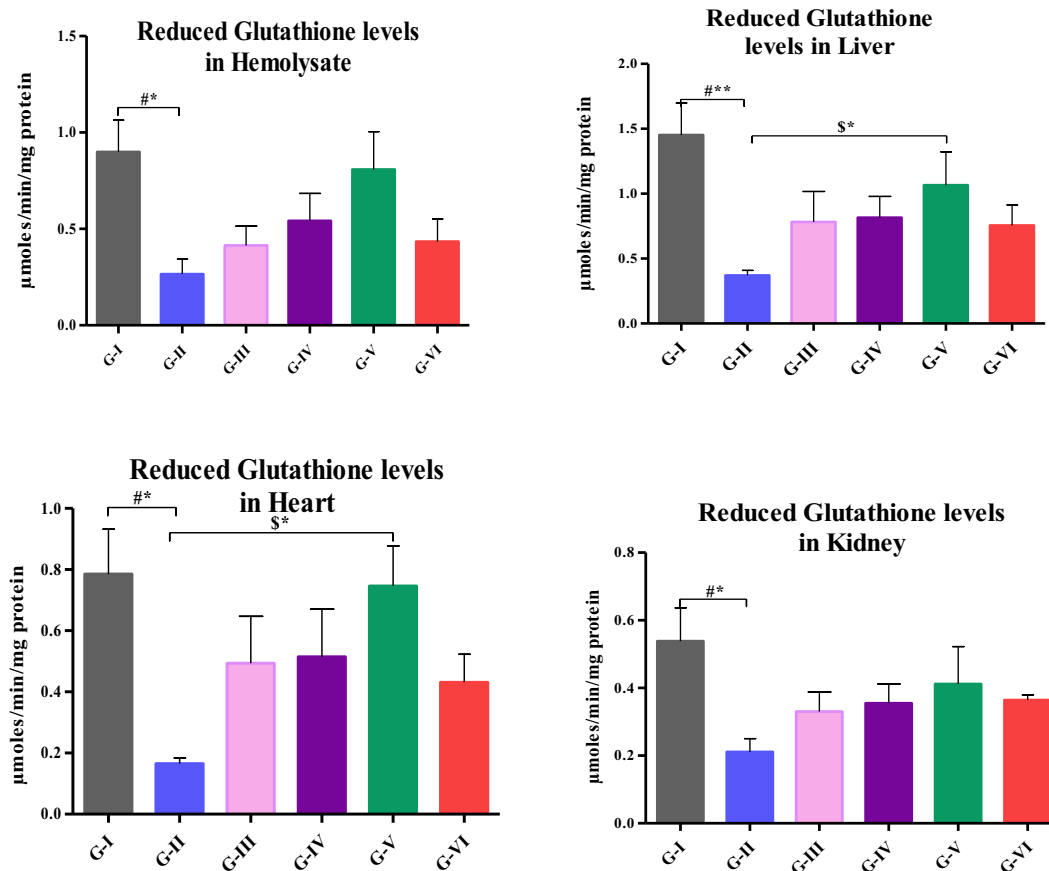 Reduced Glutathione levels
in Hemolysate
μmoles/min/mg protein
1.5
1.0
0.5
0.0
#*
G-I
G-II
G-III
G-IV
G-V
G-VI
Reduced Glutathione
levels in Liver
μmoles/min/mg protein
2.0
1.5
1.0
0.5
0.0
#**
$*
G-I
G-II
G-III
G-IV
G-V
G-VI
Reduced Glutathione levels
in Heart
μmoles/min/mg protein
1.0
0.8
0.6
0.4
0.2
0.0
#*
$*
G-I
G-II
G-III
G-IV
G-V
G-VI
Reduced Glutathione levels
in Kidney
μmoles/min/mg protein
0.8
0.6
0.4
0.2
0.0
#*
G-I
G-II
G-III
G-IV
G-V
G-VI